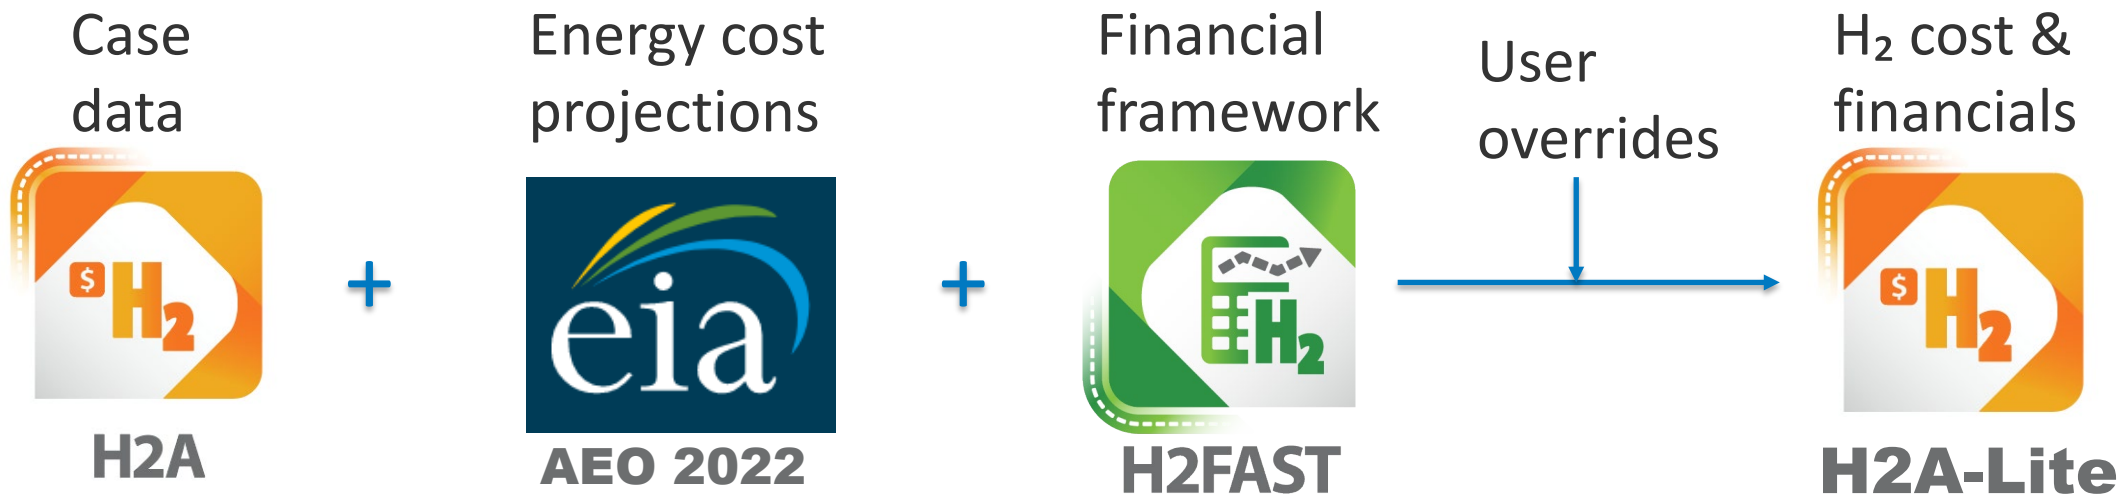 Case
data
Energy cost
projections
Financial
framework
User
overrides
H₂ cost &
financials
$ H2
+
eia
+
H2
$ H2
H2A
AEO 2022
H2FAST
H2A-Lite